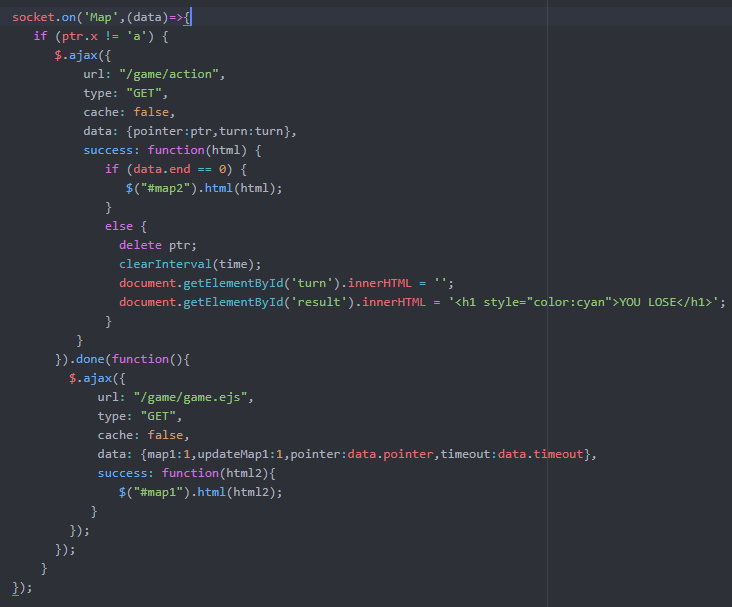 socket.on('Map',(data)=>{
if (ptr.x != 'a') {
$.ajax({
url: "/game/action",
type: "GET",
cache: false,
data: {pointer:ptr,turn:turn},
success: function(html) {
if (data.end == 0) {
$("#map2").html(html);
}
else {
delete ptr;
clearInterval(time);
document.getElementById('turn').innerHTML = '';
document.getElementById('result').innerHTML = '<h1 style="color:cyan">YOU LOSE</h1>';
}
}
}).done(function(){
$.ajax({
url: "/game/game.ejs",
type: "GET",
cache: false,
data: {map1:1,updateMap1:1,pointer:data.pointer,timeout:data.timeout},
success: function(html2){
$("#map1").html(html2);
}
});
});
}
});